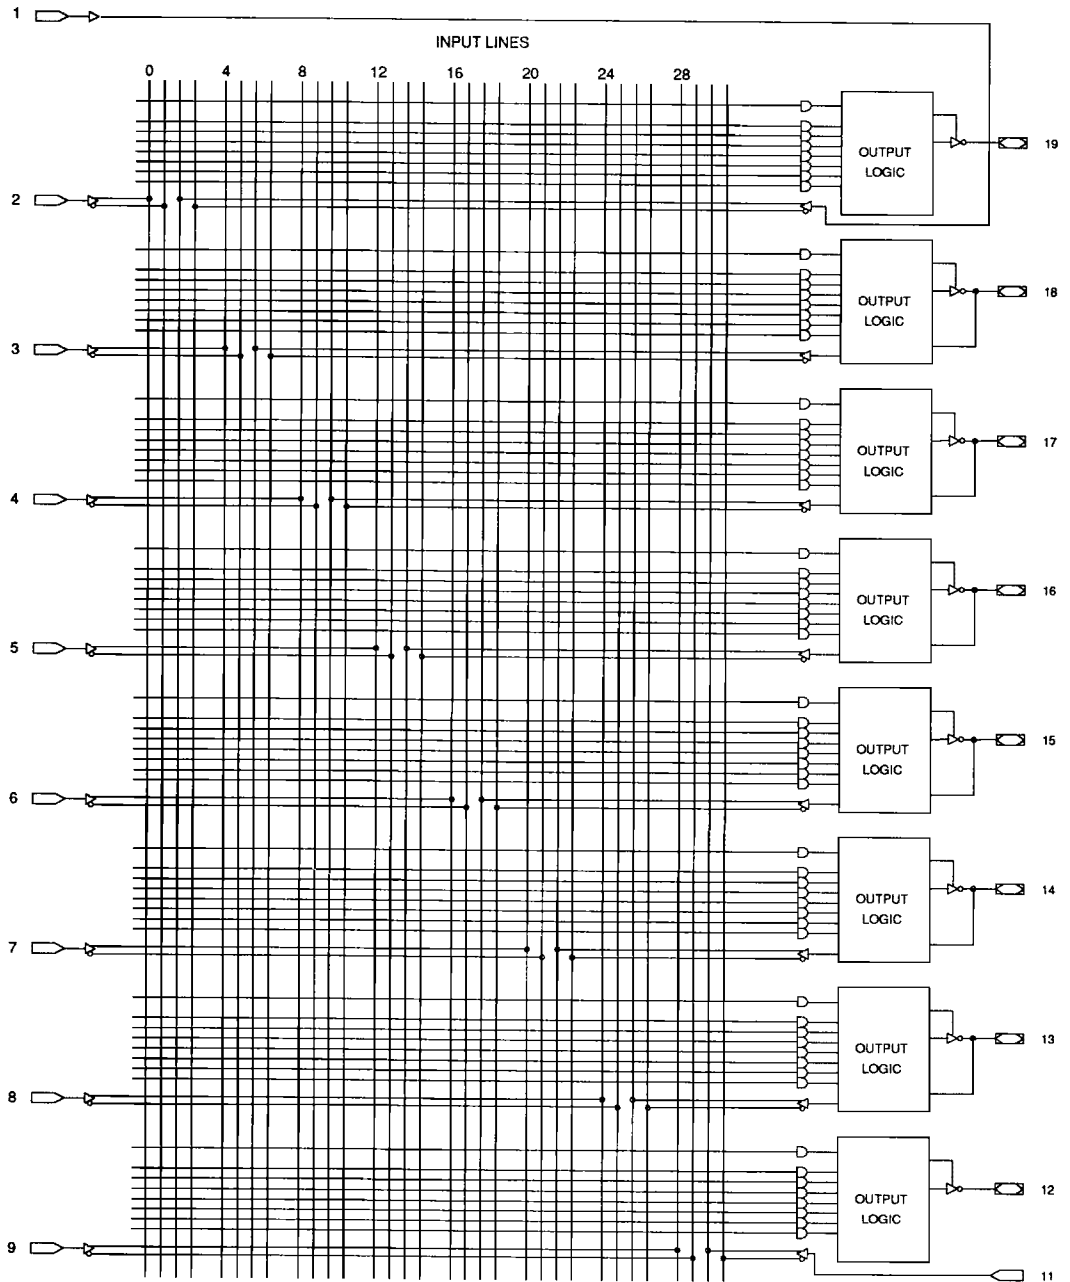 1
INPUT LINES
0 4 8 12 16 20 24 28
OUTPUT
LOGIC
19
2
OUTPUT
LOGIC
18
3
OUTPUT
LOGIC
17
4
OUTPUT
LOGIC
16
5
OUTPUT
LOGIC
15
6
OUTPUT
LOGIC
14
7
OUTPUT
LOGIC
13
8
OUTPUT
LOGIC
12
9
11